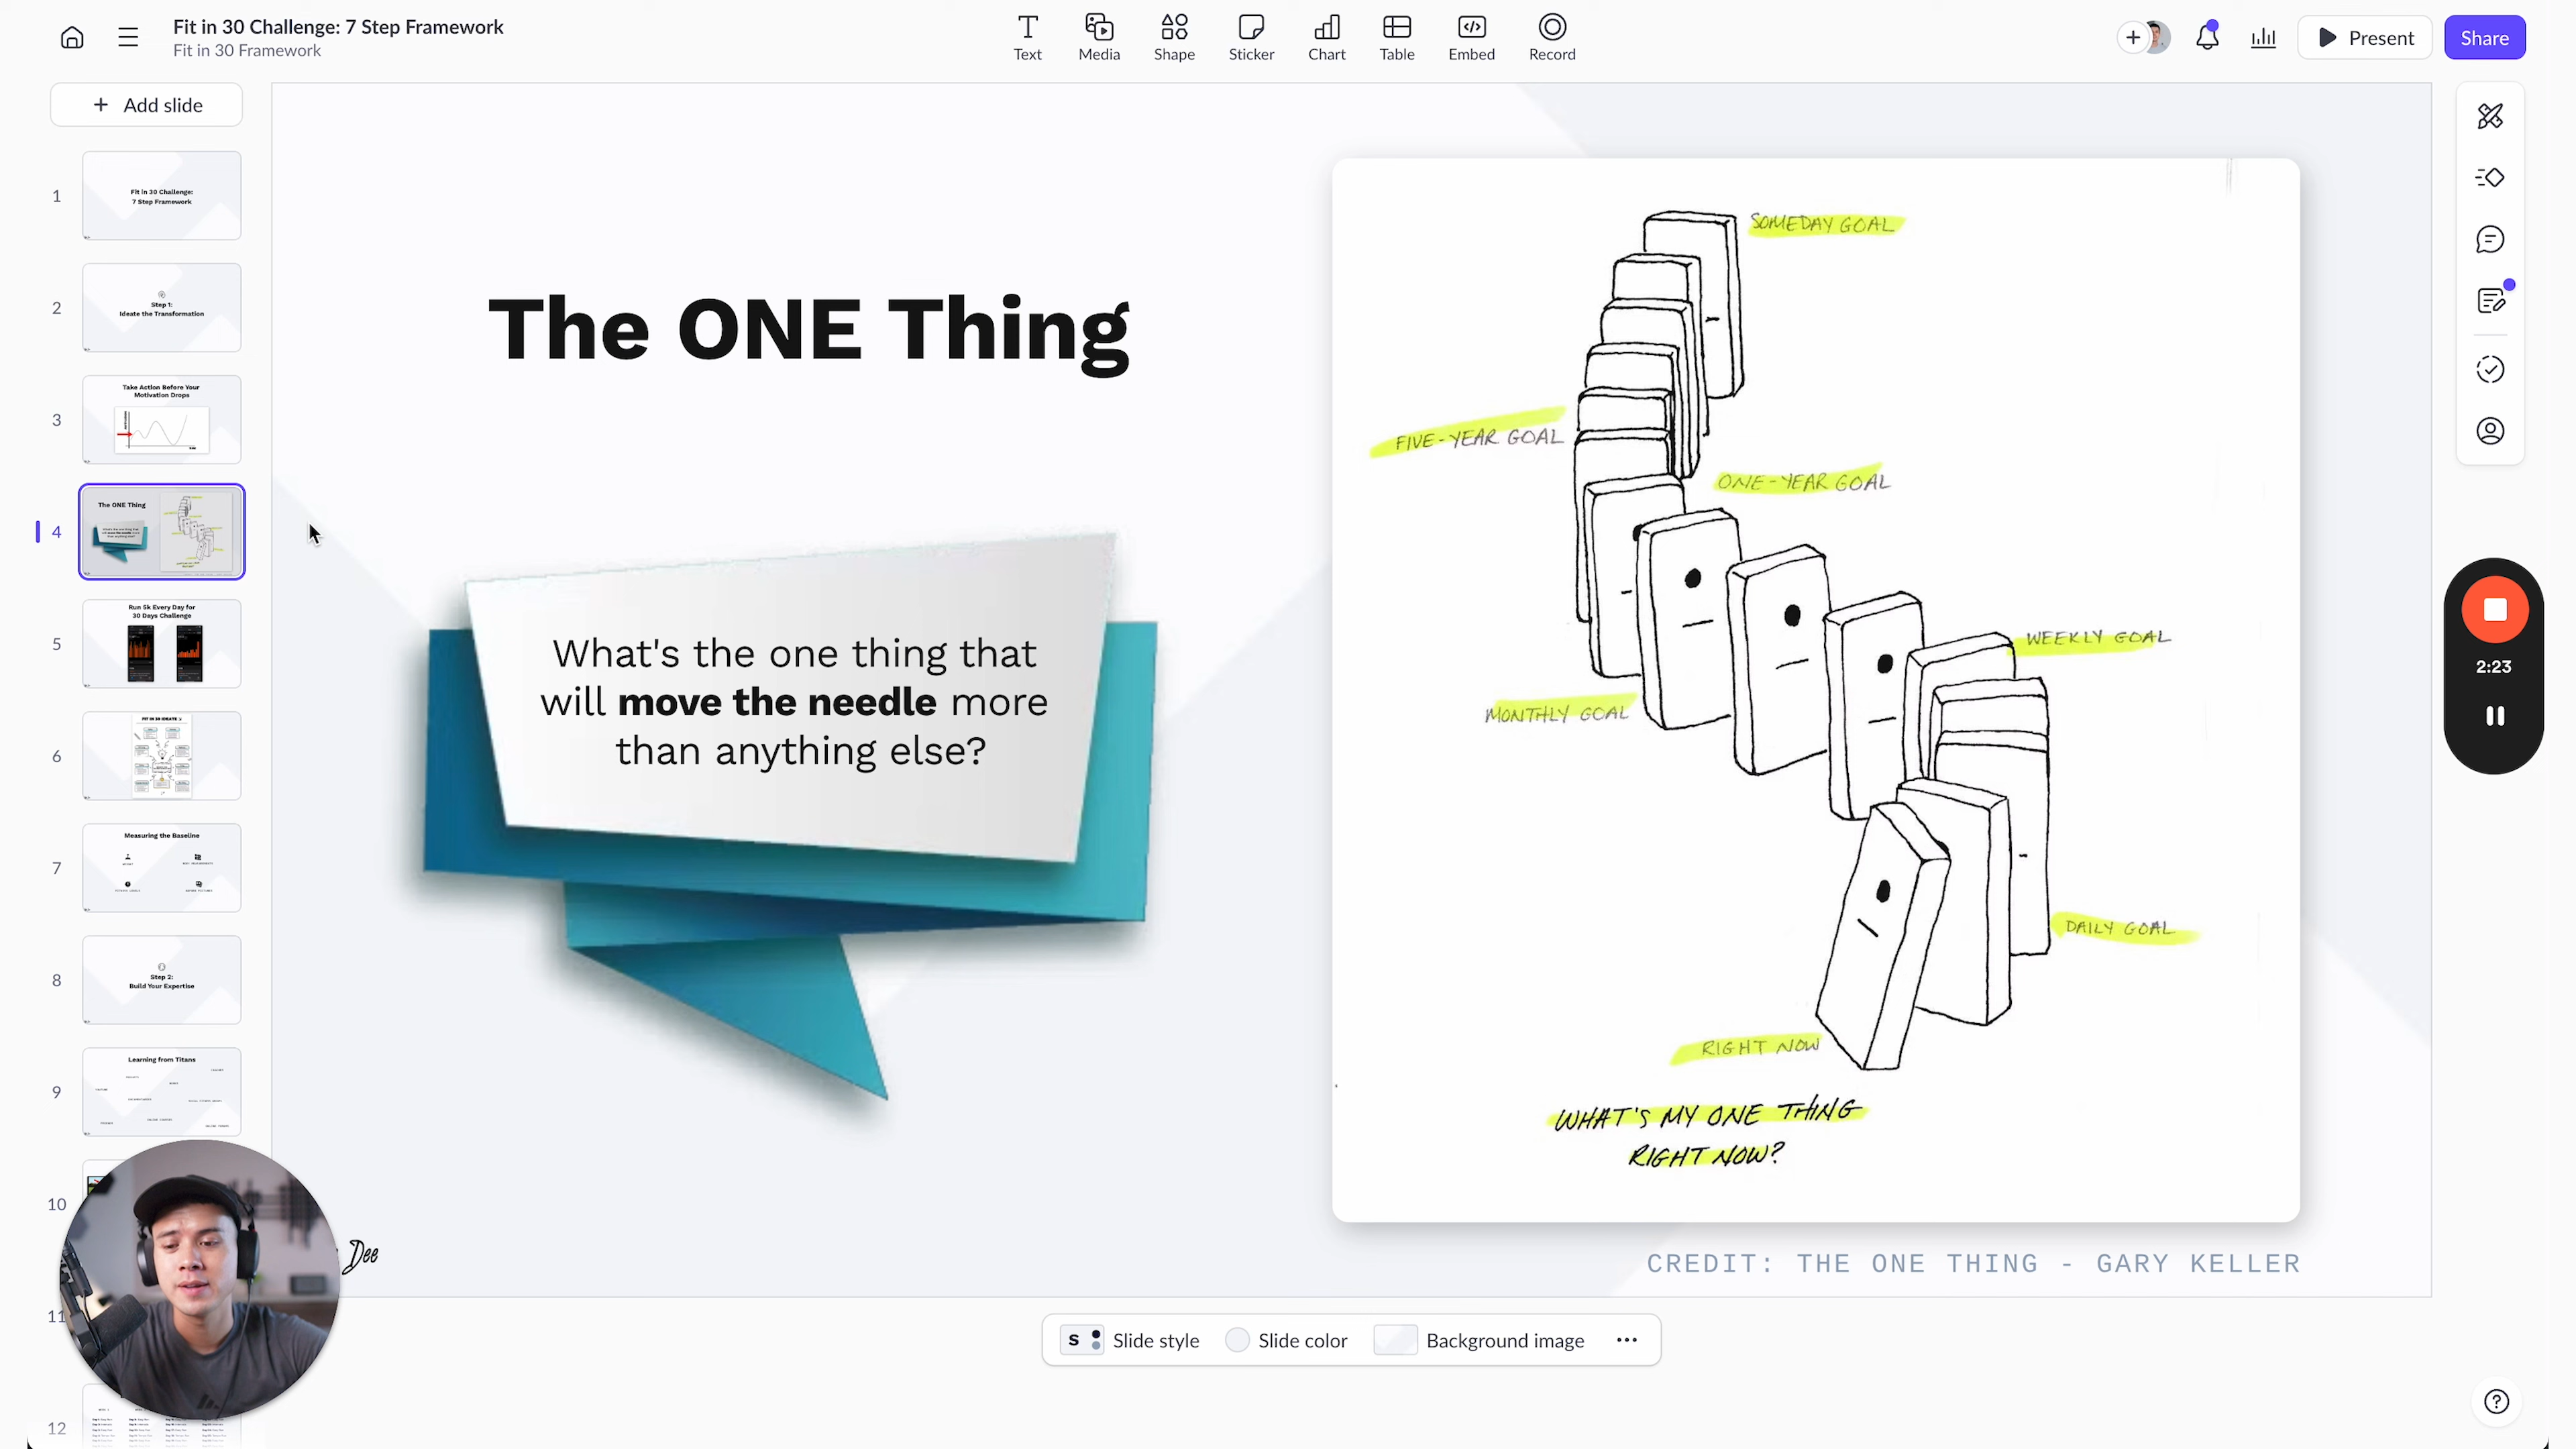 Fit in 30 Challenge: 7 Step Framework
Fit in 30 Framework
Text
Media
Shape
Sticker
Chart
Table
Embed
Record
Present
Share
Add slide
1
Fit in 30 Challenge:
7 Step Framework
2
Step 1:
Ideate the Transformation
3
Take Action Before Your
Motivation Drops
4
The ONE Thing
5
Run 5k Every Day for
30 Days Challenge
6
FIT IN 30 IDEATE
7
Measuring the Baseline
8
Step 2:
Build Your Expertise
9
Learning from Titans
10
11
12
The ONE Thing
What's the one thing that
will move the needle more
than anything else?
SOMEDAY GOAL
FIVE-YEAR GOAL
ONE-YEAR GOAL
WEEKLY GOAL
MONTHLY GOAL
DAILY GOAL
RIGHT NOW
WHAT'S MY ONE THING
RIGHT NOW?
Dee
CREDIT: THE ONE THING - GARY KELLER
2:23
S
Slide style
Slide color
Background image